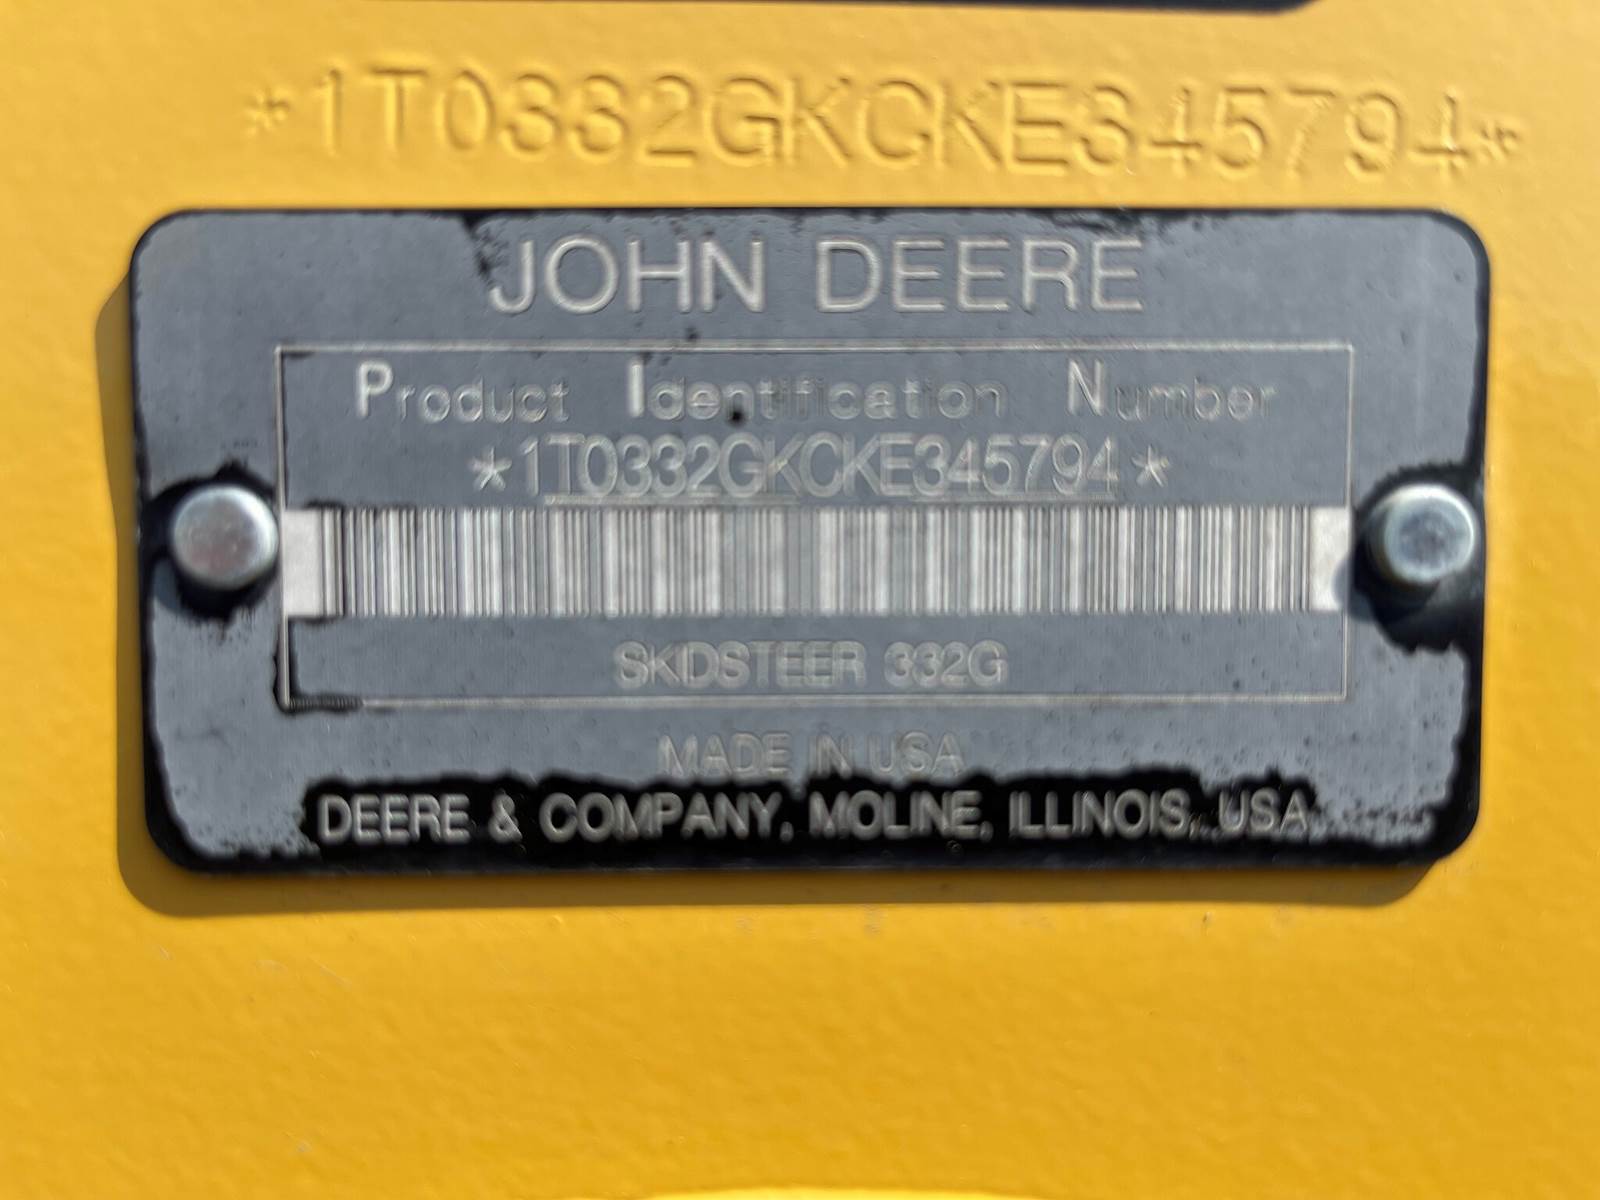 *1T0332GKCKE345794*
JOHN DEERE
Product Identification Number
*1T0332GKCKE345794*
SKIDSTEER 332G
MADE IN USA
DEERE & COMPANY, MOLINE, ILLINOIS, USA